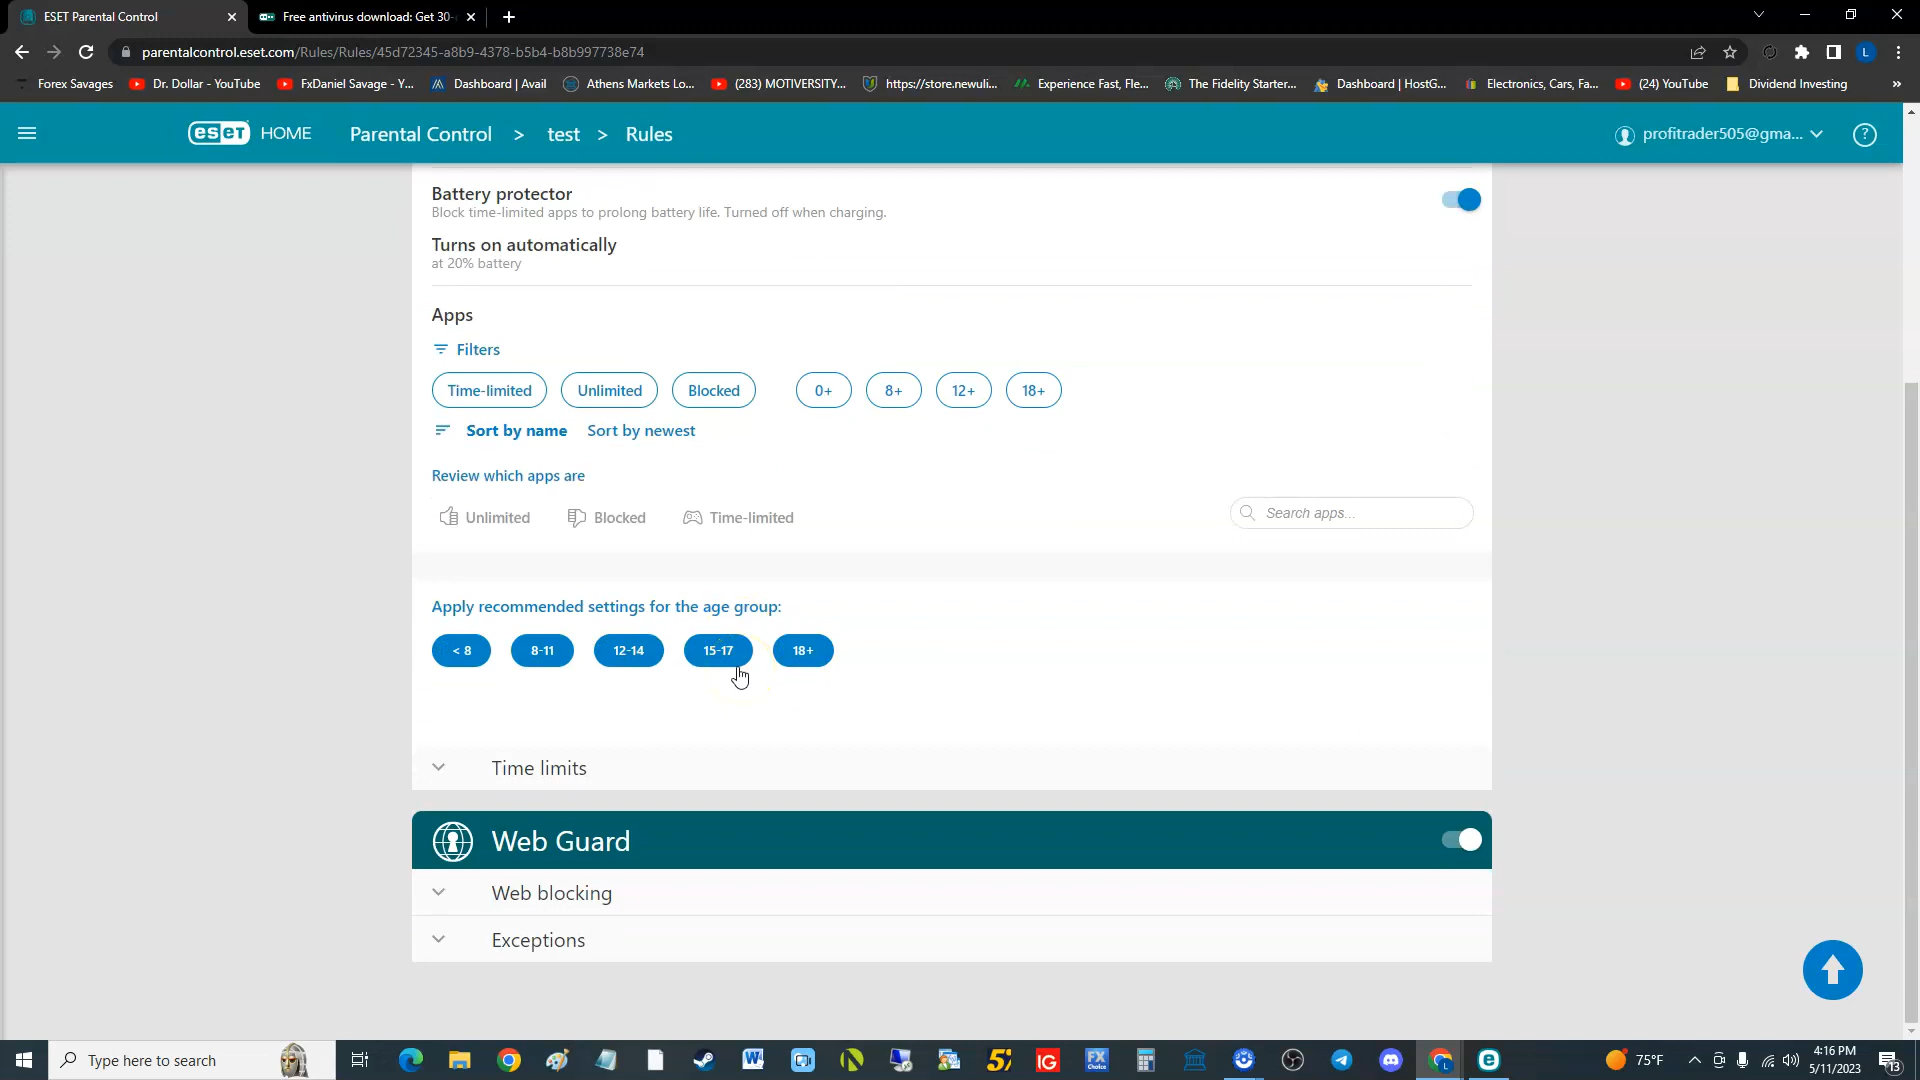 ESET Parental Control
Free antivirus download: Get 30-
parentalcontrol.eset.com/Rules/Rules/45d72345-a8b9-4378-b5b4-b8b997738e74
L
Forex Savages
Dr. Dollar - YouTube
FxDaniel Savage - Y...
Dashboard | Avail
Athens Markets Lo...
(283) MOTIVERSITY...
https://store.newuli...
Experience Fast, Fle...
The Fidelity Starter...
Dashboard | HostG...
Electronics, Cars, Fa...
(24) YouTube
Dividend Investing
»
eset HOME
Parental Control > test > Rules
profitrader505@gma...
?
Battery protector
Block time-limited apps to prolong battery life. Turned off when charging.
Turns on automatically
at 20% battery
Apps
Filters
Time-limited Unlimited Blocked 0+ 8+ 12+ 18+
Sort by name Sort by newest
Review which apps are
Unlimited Blocked Time-limited
Search apps...
Apply recommended settings for the age group:
< 8 8-11 12-14 15-17 18+
Time limits
Web Guard
Web blocking
Exceptions
Type here to search
75°F
4:16 PM
5/11/2023
13